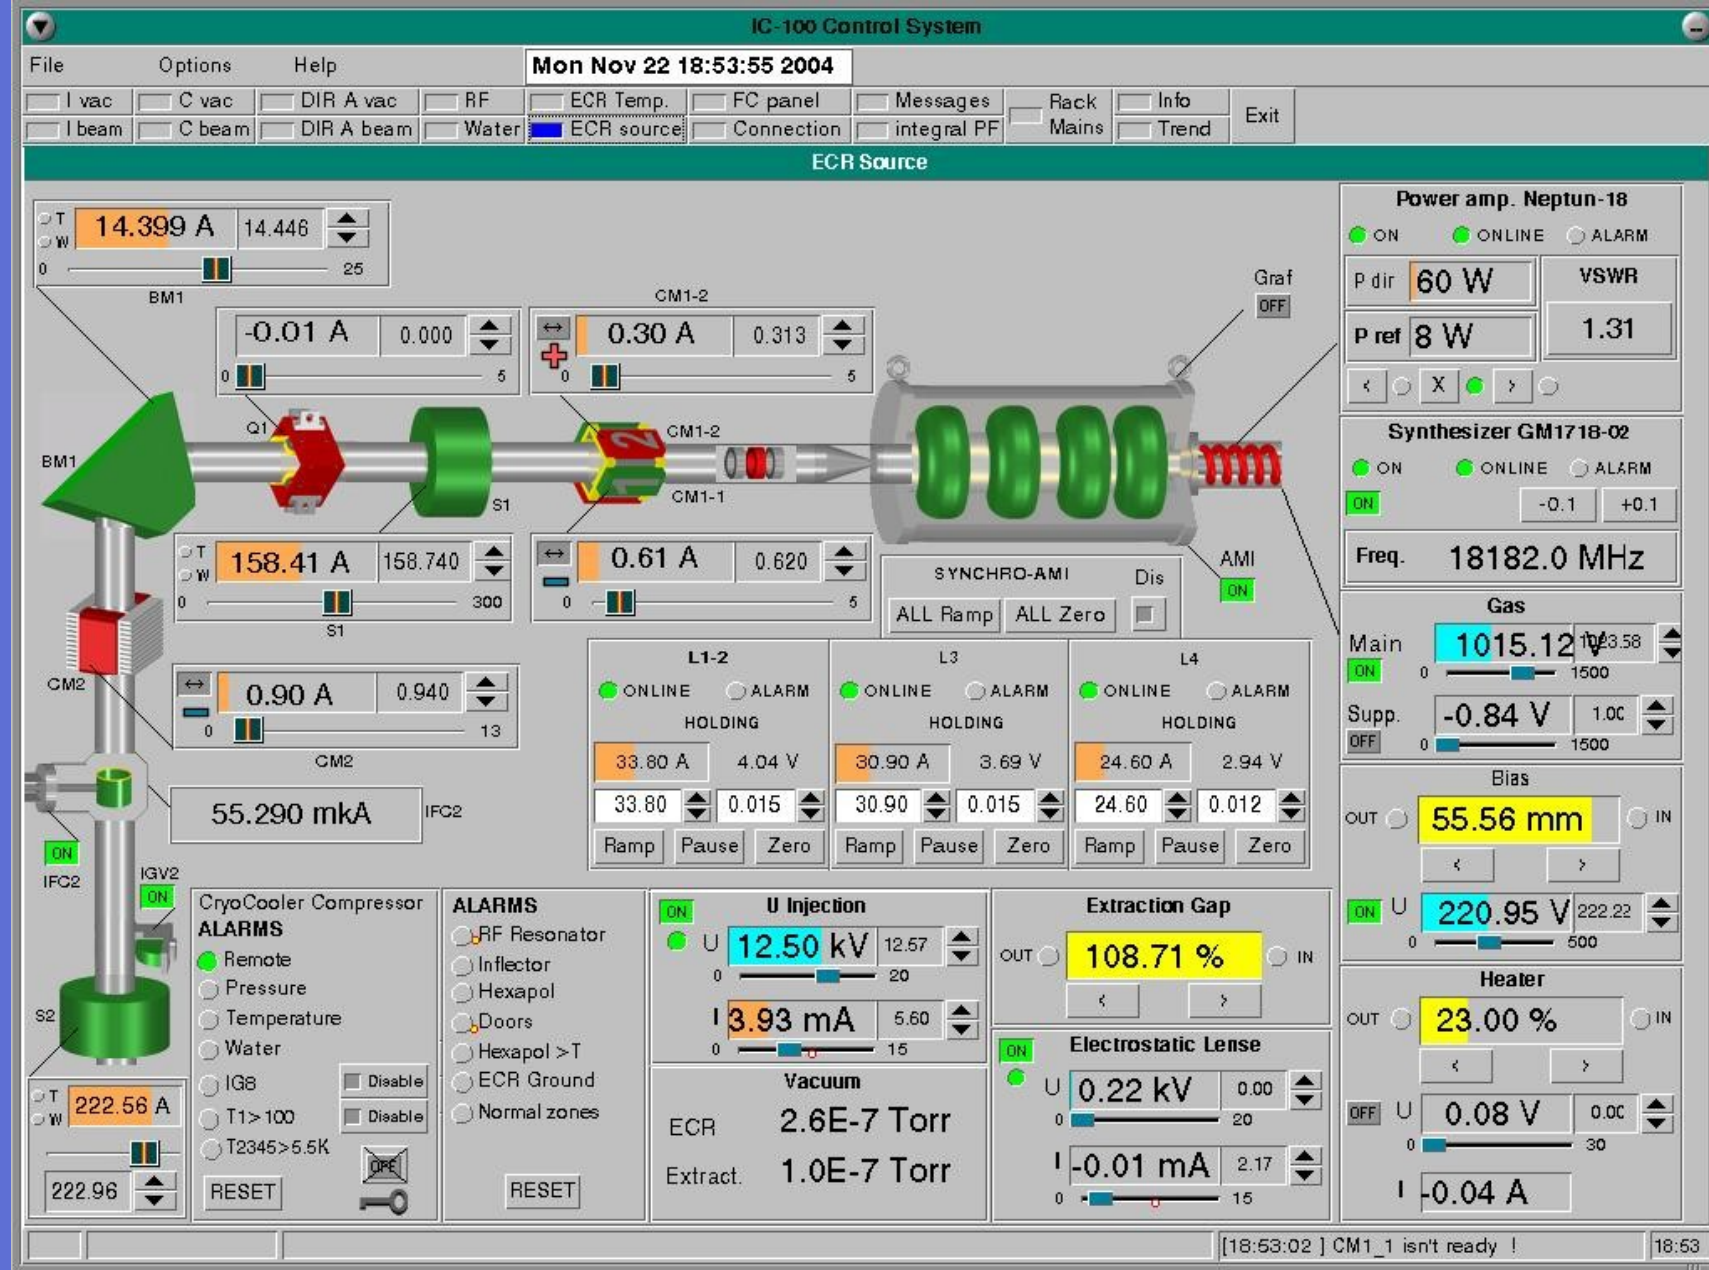 IC-100 Control System
File Options Help Mon Nov 22 18:53:55 2004
I vac C vac DIR A vac RF ECR Temp. FC panel Messages Rack Mains Info Exit
I beam C beam DIR A beam Water ECR source Connection integral PF Trend
ECR Source
T W 14.399 A 14.446
0 25
BM1
-0.01 A 0.000
0 5
CM1-2
0.30 A 0.313
0 5
Graf
OFF
BM1
Q1
S1
CM1-2
CM1-1
T W 158.41 A 158.740
0 300
S1
0.61 A 0.620
0 5
AMI
ON
SYNCHRO-AMI Dis
ALL Ramp ALL Zero
CM2
0.90 A 0.940
0 13
CM2
L1-2
ONLINE ALARM
HOLDING
33.80 A 4.04 V
33.80 0.015
Ramp Pause Zero
L3
ONLINE ALARM
HOLDING
30.90 A 3.69 V
30.90 0.015
Ramp Pause Zero
L4
ONLINE ALARM
HOLDING
24.60 A 2.94 V
24.60 0.012
Ramp Pause Zero
55.290 mkA IFC2
ON
IFC2
IGV2
ON
S2
T W 222.56 A
222.96
CryoCooler Compressor
ALARMS
Remote
Pressure
Temperature
Water
IG8 Disable
T1>100 Disable
T2345>5.5K
OFF
RESET
ALARMS
RF Resonator
Inflector
Hexapol
Doors
Hexapol >T
ECR Ground
Normal zones
RESET
ON U Injection
U 12.50 kV 12.57
0 20
I 3.93 mA 5.60
0 15
Vacuum
ECR 2.6E-7 Torr
Extract. 1.0E-7 Torr
Extraction Gap
OUT 108.71 % IN
< >
ON Electrostatic Lense
U 0.22 kV 0.00
0 20
I -0.01 mA 2.17
0 15
Power amp. Neptun-18
ON ONLINE ALARM
P dir 60 W VSWR
P ref 8 W 1.31
< X >
Synthesizer GM1718-02
ON ONLINE ALARM
ON -0.1 +0.1
Freq. 18182.0 MHz
Gas
Main 1015.12 V 1023.58
ON 0 1500
Supp. -0.84 V 1.00
OFF 0 1500
Bias
OUT 55.56 mm IN
< >
ON U 220.95 V 222.22
0 500
Heater
OUT 23.00 % IN
< >
OFF U 0.08 V 0.00
0 30
I -0.04 A
[18:53:02 ] CM1_1 isn't ready ! 18:53